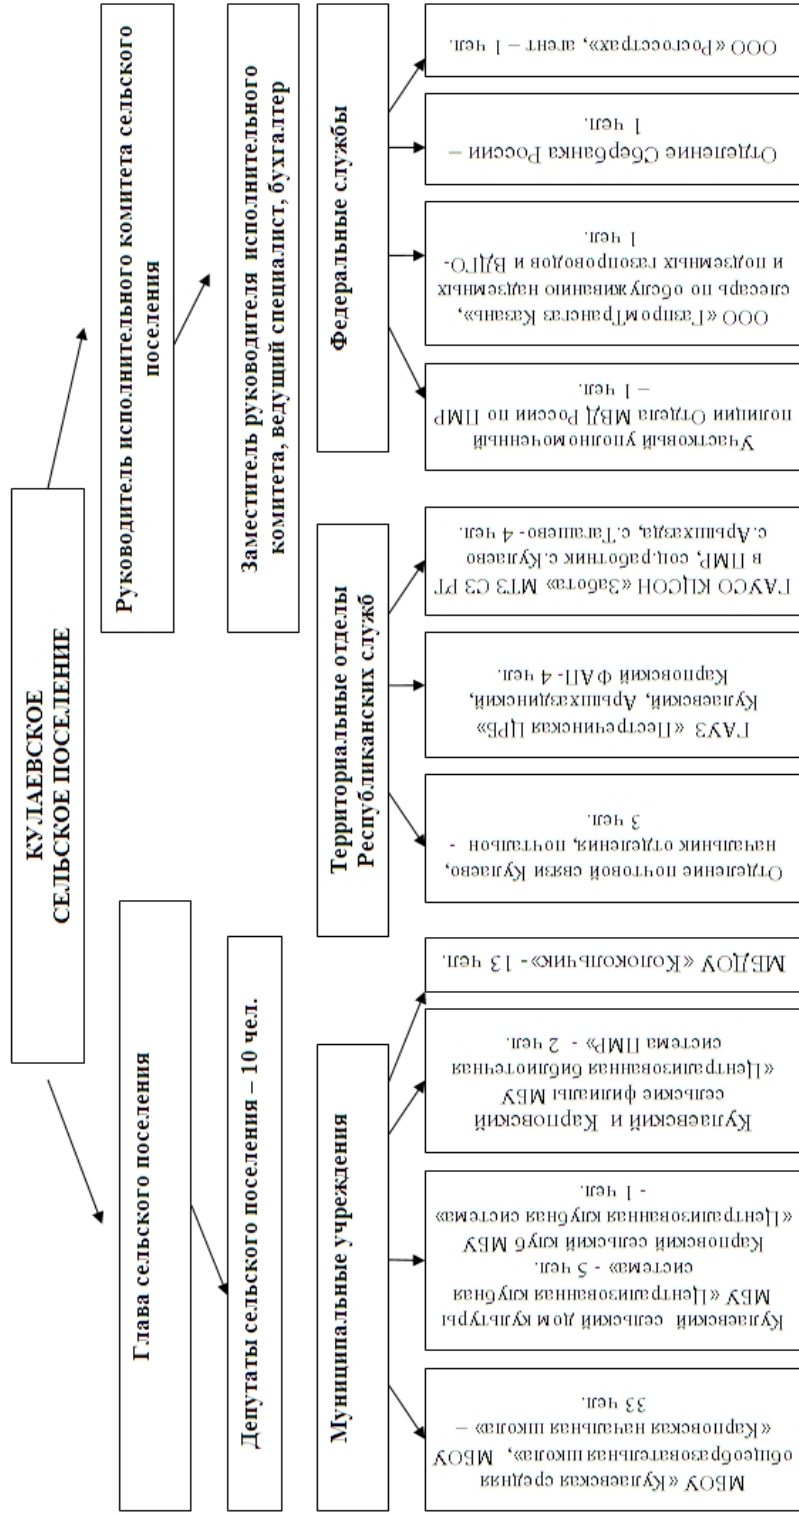 КУЛАЕВСКОЕ
СЕЛЬСКОЕ ПОСЕЛЕНИЕ
Глава сельского поселения
Руководитель исполнительного комитета сельского
поселения
Депутаты сельского поселения – 10 чел.
Заместитель руководителя исполнительного
комитета, ведущий специалист, бухгалтер
Муниципальные учреждения
Территориальные отделы
Республиканских служб
Федеральные службы
МБОУ «Кулаевская средняя
общеобразовательная школа», МБОУ
«Карповская начальная школа» –
33 чел.
Кулаевский сельский дом культуры
МБУ «Централизованная клубная
система» - 5 чел.
Карповский сельский клуб МБУ
«Централизованная клубная система»
- 1 чел.
Кулаевский и Карповский
сельские филиалы МБУ
«Централизованная библиотечная
система ПМР» - 2 чел.
МБДОУ «Колокольчик»- 13 чел.
Отделение почтовой связи Кулаево,
начальник отделения, почтальон -
3 чел.
ГАУЗ «Пестречинская ЦРБ»
Кулаевский, Арышхаздинский,
Карповский ФАП- 4 чел.
ГАУСО КЦСОН «Забота» МТЗ СЗ РТ
в ПМР, соц.работник с.Кулаево
с.Арышхазда, с.Тагашево- 4 чел.
Участковый уполномоченный
полиции Отдела МВД России по ПМР
– 1 чел.
ООО «ГазпромТрансгаз Казань»,
слесарь по обслуживанию надземных
и подземных газопроводов и ВДГО-
1 чел.
Отделение Сбербанка России –
1 чел.
ООО «Росгосстрах», агент – 1 чел.